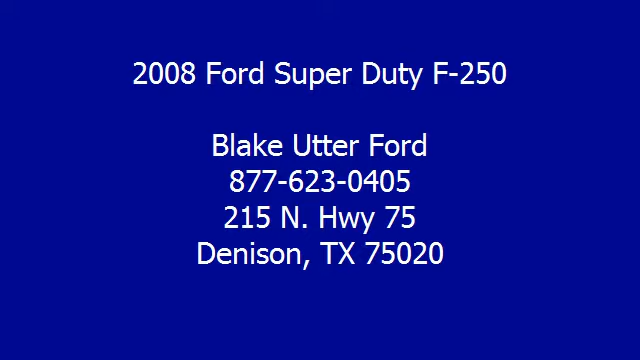 2008 Ford Super Duty F-250
Blake Utter Ford
877-623-0405
215 N. Hwy 75
Denison, TX 75020